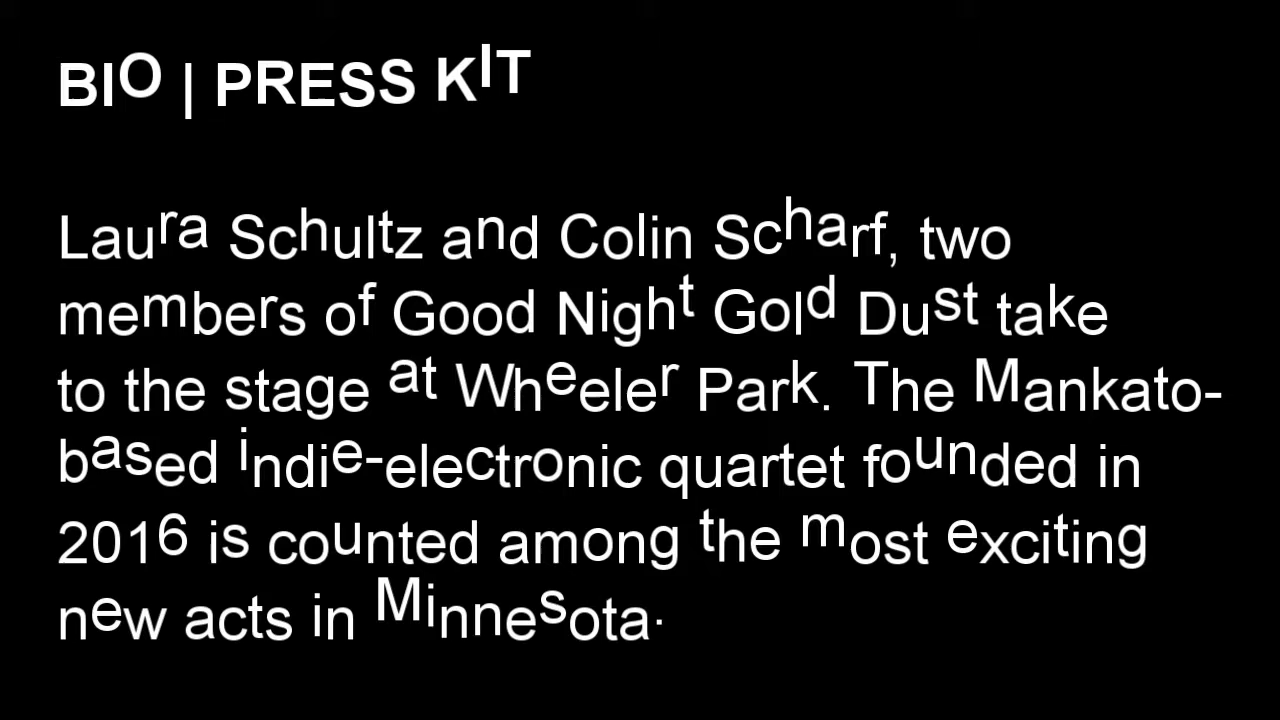 BIO | PRESS KIT
Laura Schultz and Colin Scharf, two
members of Good Night Gold Dust take
to the stage at Wheeler Park. The Mankato-
based indie-electronic quartet founded in
2016 is counted among the most exciting
new acts in Minnesota.